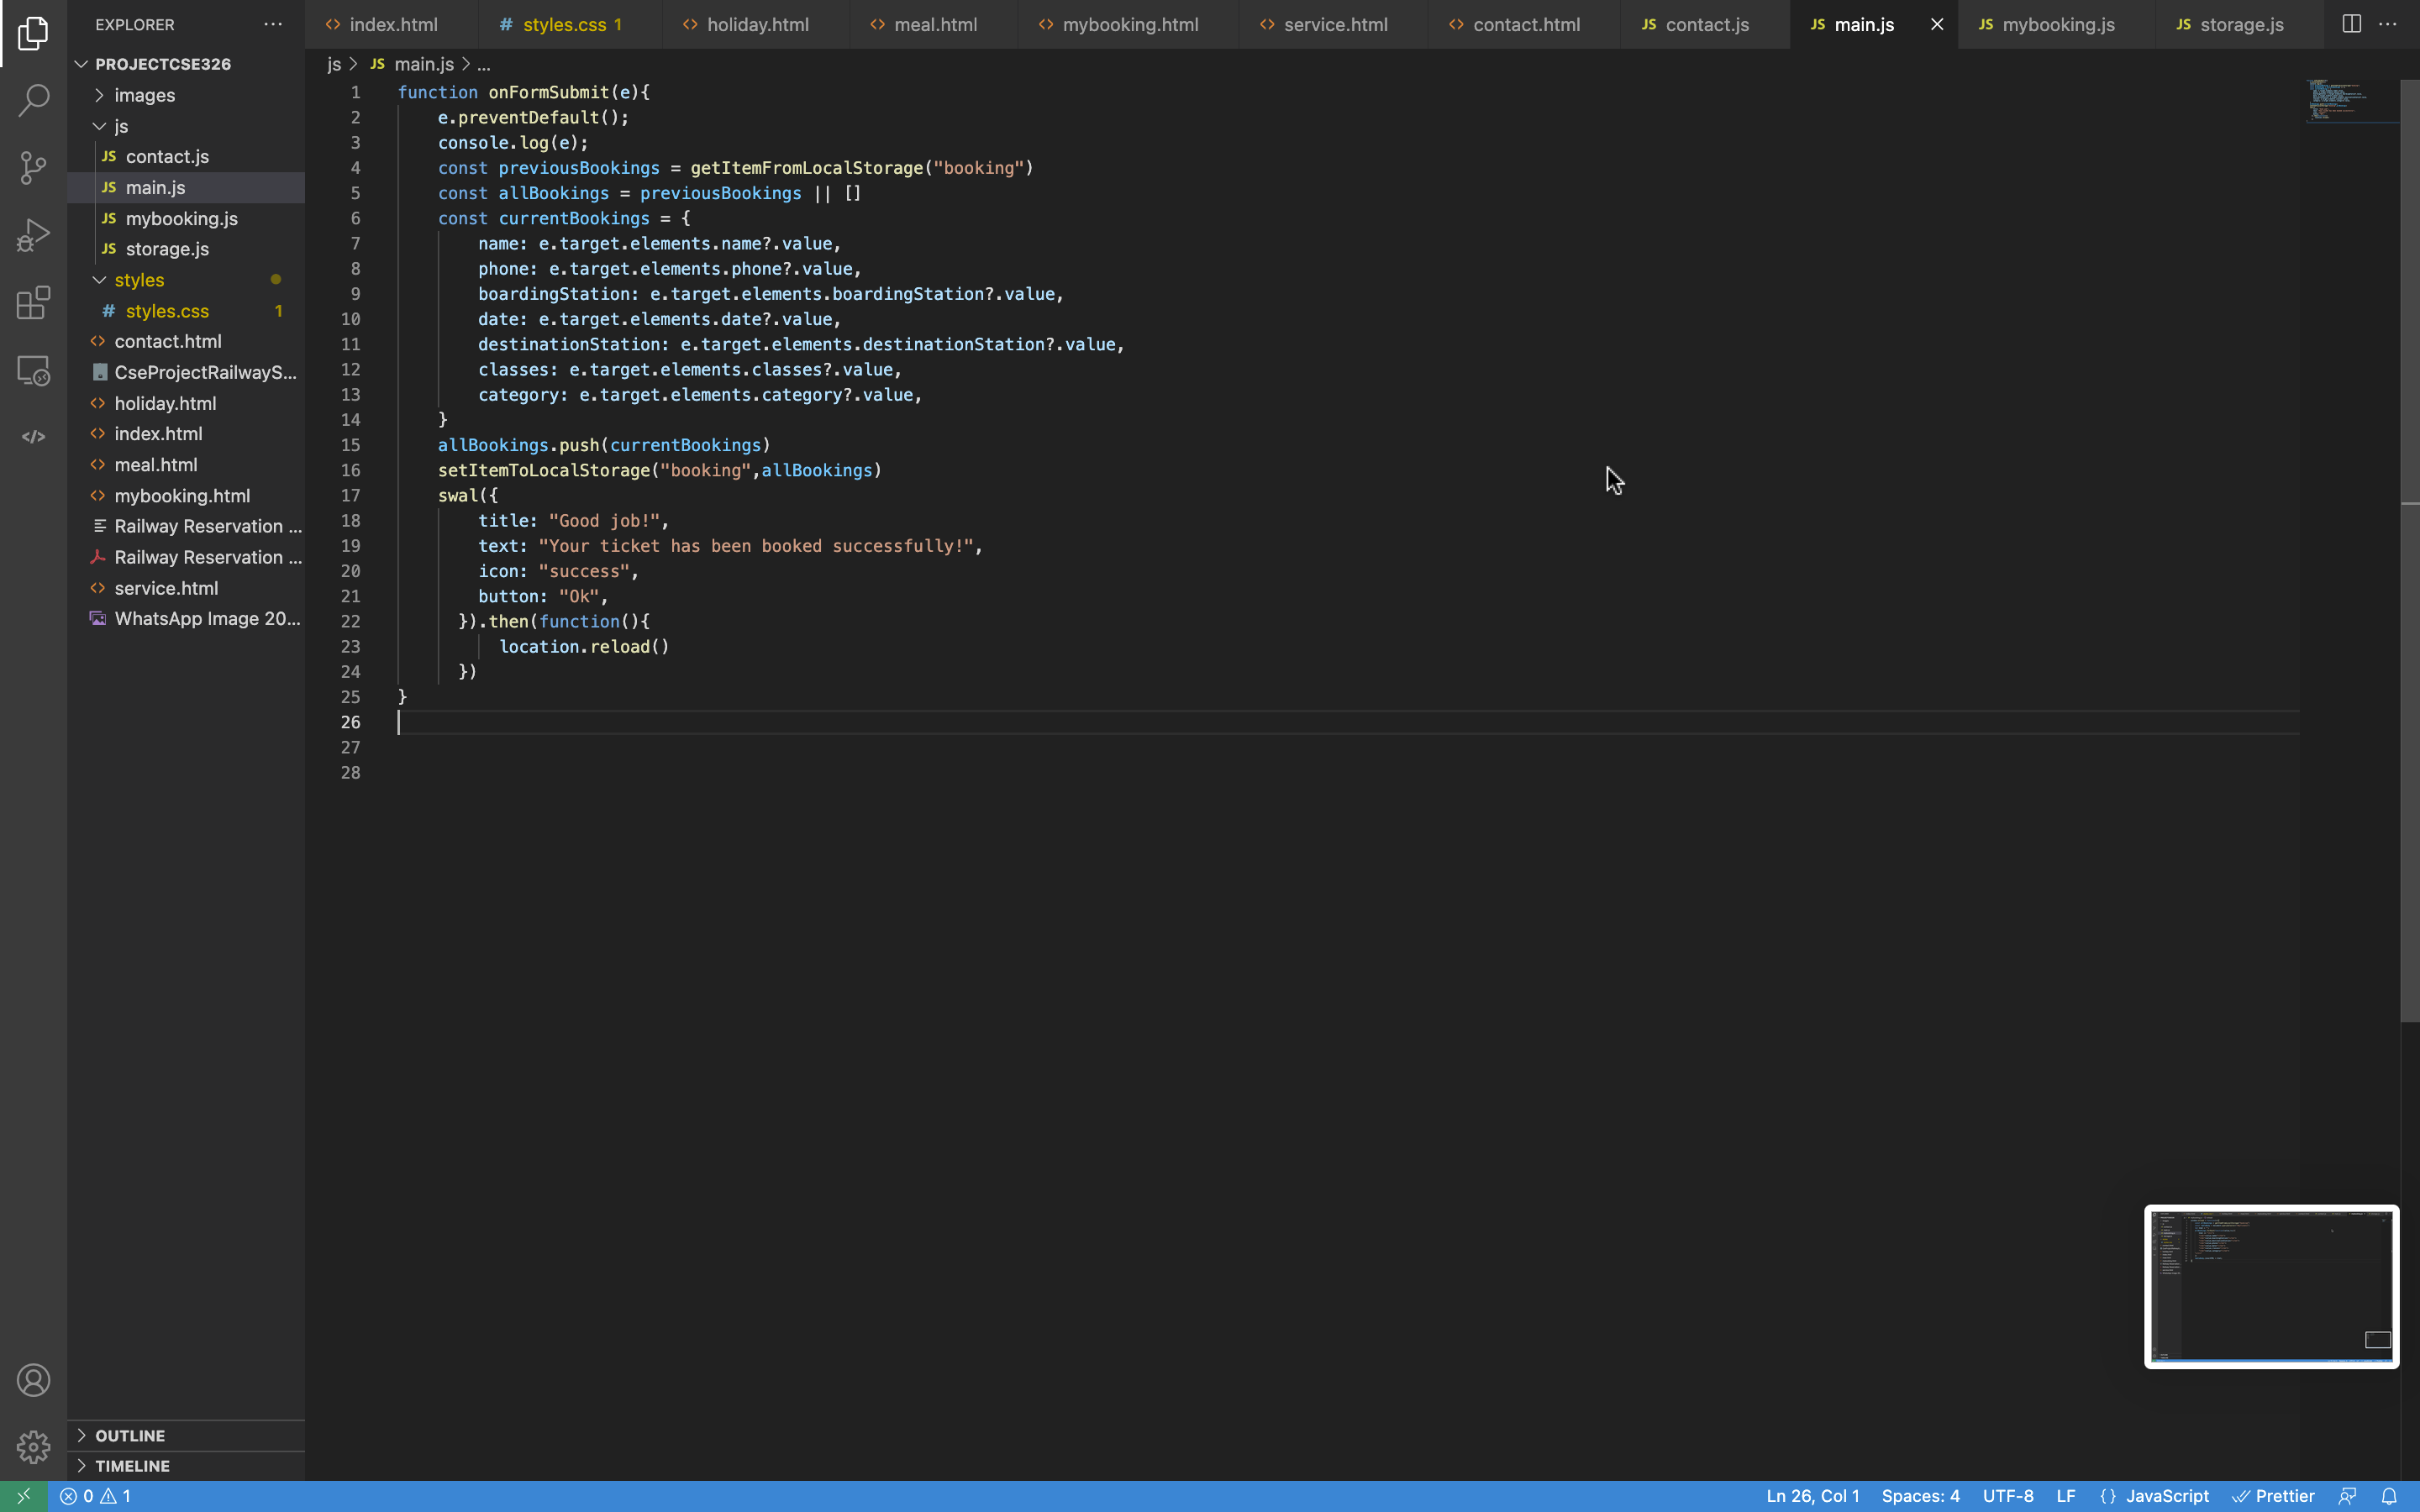 EXPLORER
PROJECTCSE326
images
js
JS contact.js
JS main.js
JS mybooking.js
JS storage.js
styles
# styles.css 1
<> contact.html
CseProjectRailwayS...
<> holiday.html
<> index.html
<> meal.html
<> mybooking.html
Railway Reservation ...
Railway Reservation ...
<> service.html
WhatsApp Image 20...
OUTLINE
TIMELINE
<> index.html # styles.css 1 <> holiday.html <> meal.html <> mybooking.html <> service.html <> contact.html JS contact.js JS main.js JS mybooking.js JS storage.js
js > JS main.js > ...
1 function onFormSubmit(e){
2 e.preventDefault();
3 console.log(e);
4 const previousBookings = getItemFromLocalStorage("booking")
5 const allBookings = previousBookings || []
6 const currentBookings = {
7 name: e.target.elements.name?.value,
8 phone: e.target.elements.phone?.value,
9 boardingStation: e.target.elements.boardingStation?.value,
10 date: e.target.elements.date?.value,
11 destinationStation: e.target.elements.destinationStation?.value,
12 classes: e.target.elements.classes?.value,
13 category: e.target.elements.category?.value,
14 }
15 allBookings.push(currentBookings)
16 setItemToLocalStorage("booking",allBookings)
17 swal({
18 title: "Good job!",
19 text: "Your ticket has been booked successfully!",
20 icon: "success",
21 button: "Ok",
22 }).then(function(){
23 location.reload()
24 })
25 }
26
27
28
0 1 Ln 26, Col 1 Spaces: 4 UTF-8 LF {} JavaScript Prettier